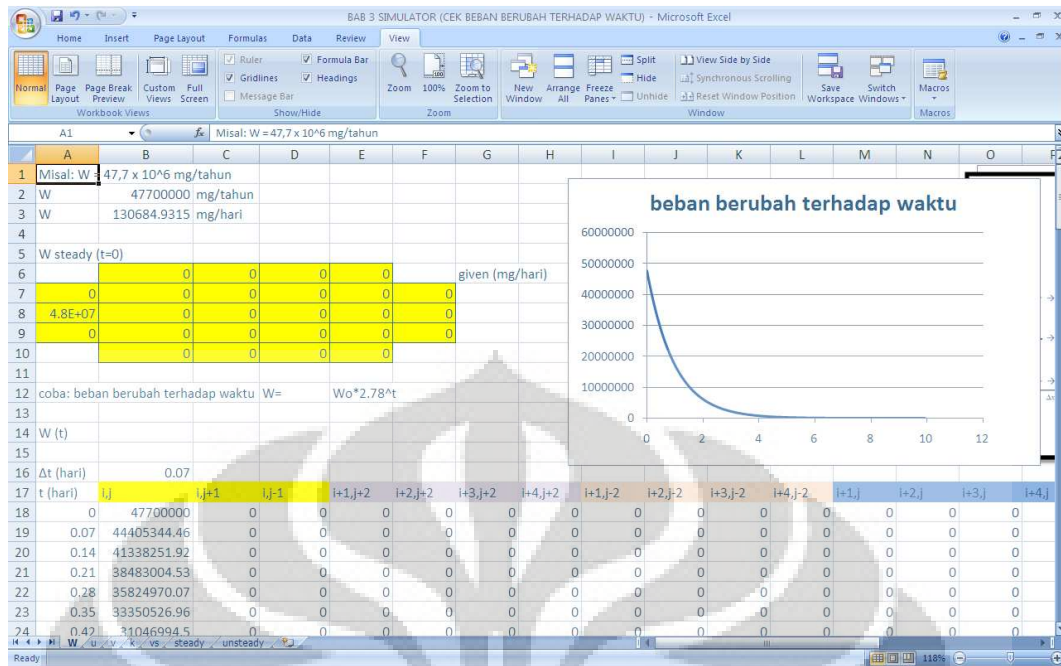 BAB 3 SIMULATOR (CEK BEBAN BERUBAH TERHADAP WAKTU) - Microsoft Excel
Home Insert Page Layout Formulas Data Review View
Normal Page Layout Page Break Preview Custom Views Full Screen
Workbook Views
Ruler Formula Bar
Gridlines Headings
Message Bar
Show/Hide
Zoom 100% Zoom to Selection
Zoom
New Window Arrange All Freeze Panes
Split View Side by Side
Hide Synchronous Scrolling
Unhide Reset Window Position
Save Workspace Switch Windows
Window
Macros
Macros
A1 fx Misal: W = 47,7 x 10^6 mg/tahun
A B C D E F G H I J K L M N O
1 Misal: W = 47,7 x 10^6 mg/tahun
2 W 47700000 mg/tahun
3 W 130684.9315 mg/hari
4
5 W steady (t=0)
6 0 0 0 0 given (mg/hari)
7 0 0 0 0 0 0
8 4.8E+07 0 0 0 0 0
9 0 0 0 0 0 0
10 0 0 0 0
11
12 coba: beban berubah terhadap waktu W= Wo*2.78^t
13
14 W (t)
15
16 Δt (hari) 0.07
17 t (hari) i,j i,j+1 i,j-1 i+1,j+2 i+2,j+2 i+3,j+2 i+4,j+2 i+1,j-2 i+2,j-2 i+3,j-2 i+4,j-2 i+1,j i+2,j i+3,j i+4,j
18 0 47700000 0 0 0 0 0 0 0 0 0 0 0 0 0
19 0.07 44405344.46 0 0 0 0 0 0 0 0 0 0 0 0 0
20 0.14 41338251.92 0 0 0 0 0 0 0 0 0 0 0 0 0
21 0.21 38483004.53 0 0 0 0 0 0 0 0 0 0 0 0 0
22 0.28 35824970.07 0 0 0 0 0 0 0 0 0 0 0 0 0
23 0.35 33350526.96 0 0 0 0 0 0 0 0 0 0 0 0 0
24 0.42 31046994.5 0 0 0 0 0 0 0 0 0 0 0 0 0
beban berubah terhadap waktu
60000000
50000000
40000000
30000000
20000000
10000000
0
0 2 4 6 8 10 12
W u v k vs steady unsteady
Ready 118%